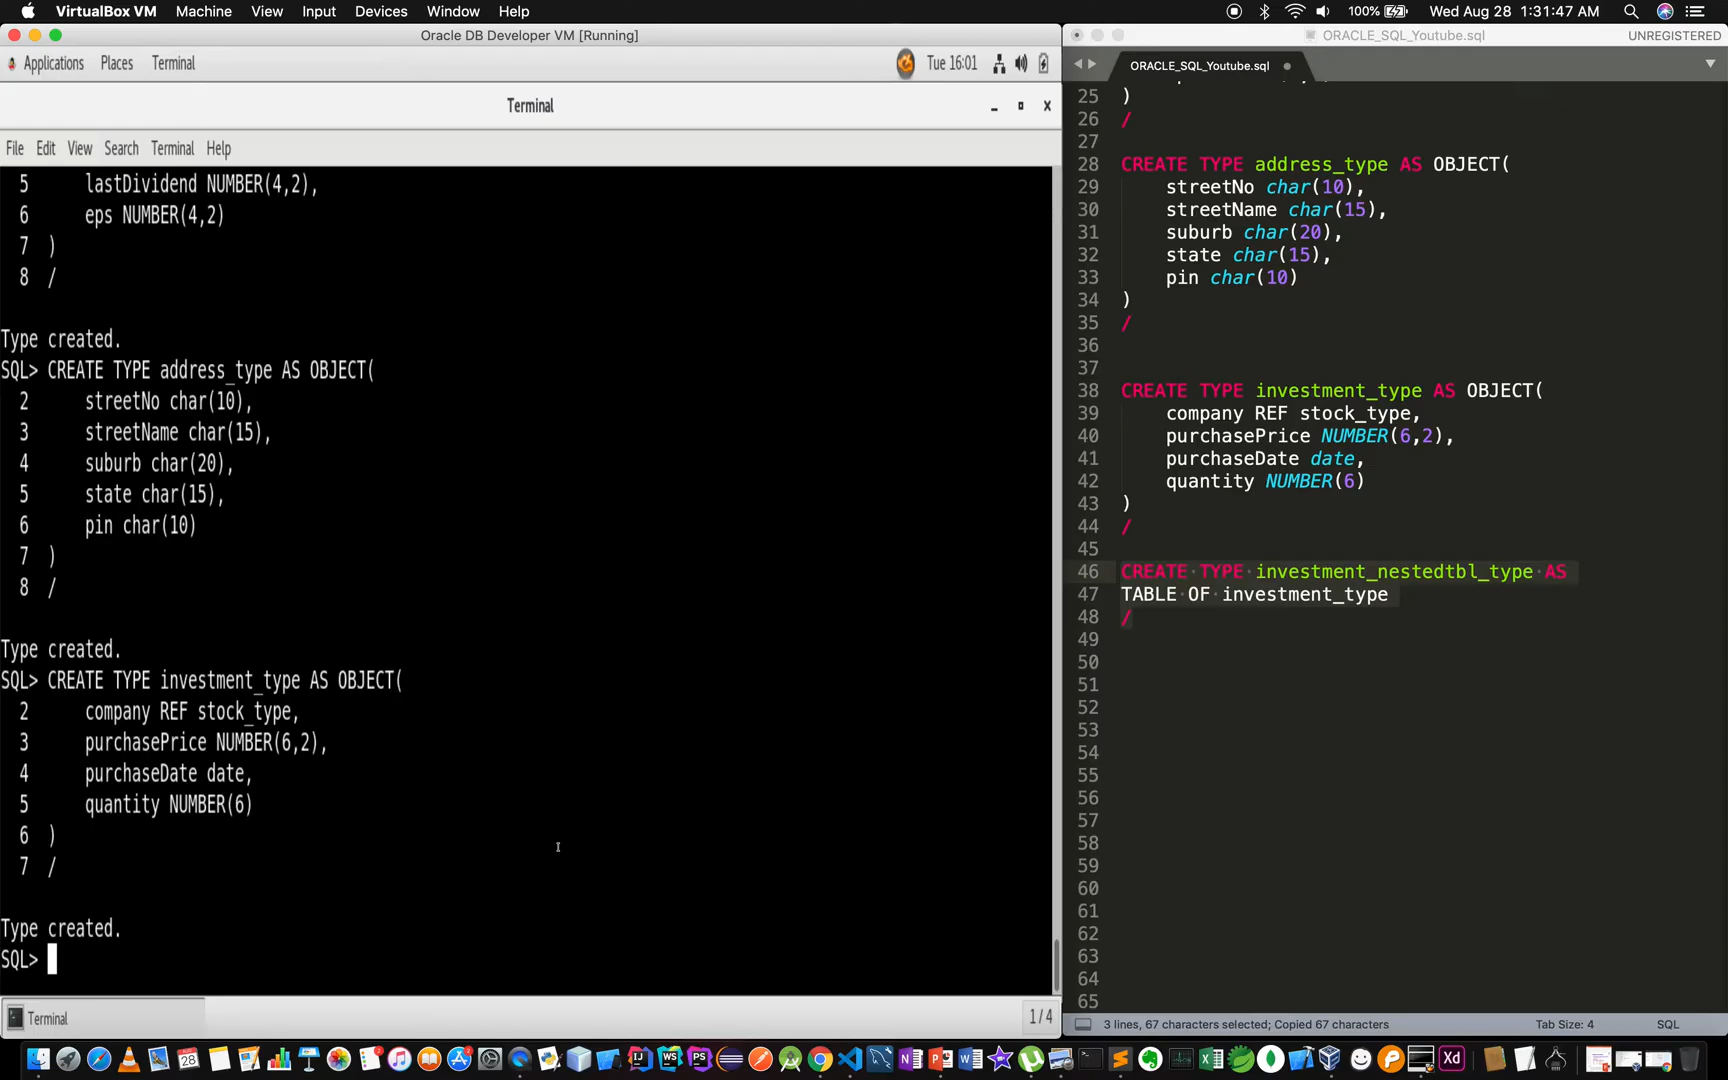 VirtualBox VM Machine View Input Devices Window Help 100% Wed Aug 28 1:31:47 AM
Oracle DB Developer VM [Running]
Applications Places Terminal Tue 16:01
Terminal
File Edit View Search Terminal Help
5 lastDividend NUMBER(4,2),
6 eps NUMBER(4,2)
7 )
8 /
Type created.
SQL> CREATE TYPE address_type AS OBJECT(
2 streetNo char(10),
3 streetName char(15),
4 suburb char(20),
5 state char(15),
6 pin char(10)
7 )
8 /
Type created.
SQL> CREATE TYPE investment_type AS OBJECT(
2 company REF stock_type,
3 purchasePrice NUMBER(6,2),
4 purchaseDate date,
5 quantity NUMBER(6)
6 )
7 /
Type created.
SQL>
Terminal
1/4
ORACLE_SQL_Youtube.sql UNREGISTERED
ORACLE_SQL_Youtube.sql
25 )
26 /
27
28 CREATE TYPE address_type AS OBJECT(
29 streetNo char(10),
30 streetName char(15),
31 suburb char(20),
32 state char(15),
33 pin char(10)
34 )
35 /
36
37
38 CREATE TYPE investment_type AS OBJECT(
39 company REF stock_type,
40 purchasePrice NUMBER(6,2),
41 purchaseDate date,
42 quantity NUMBER(6)
43 )
44 /
45
46 CREATE TYPE investment_nestedtbl_type AS
47 TABLE OF investment_type
48 /
49
50
51
52
53
54
55
56
57
58
59
60
61
62
63
64
65
3 lines, 67 characters selected; Copied 67 characters Tab Size: 4 SQL
28 IJ WS PS N P W X P Xd